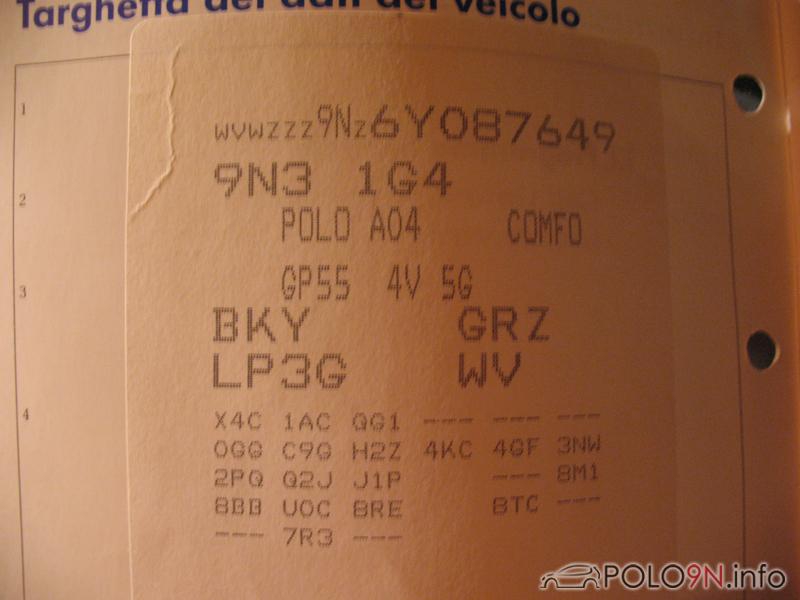 Targhetta dei dati del veicolo
1
WVWZZZ9NZ6Y087649
2
9N3 1G4
POLO A04 COMFO
3
GP55 4V 5G
BKY GRZ
LP3G WV
4
X4C 1AC QG1 --- --- ---
0GG C9G H2Z 4KC 4GF 3NW
2PQ Q2J J1P --- 8M1
8BB U0C 8RE 8TC ---
--- 7R3 ---
POLO9N.info